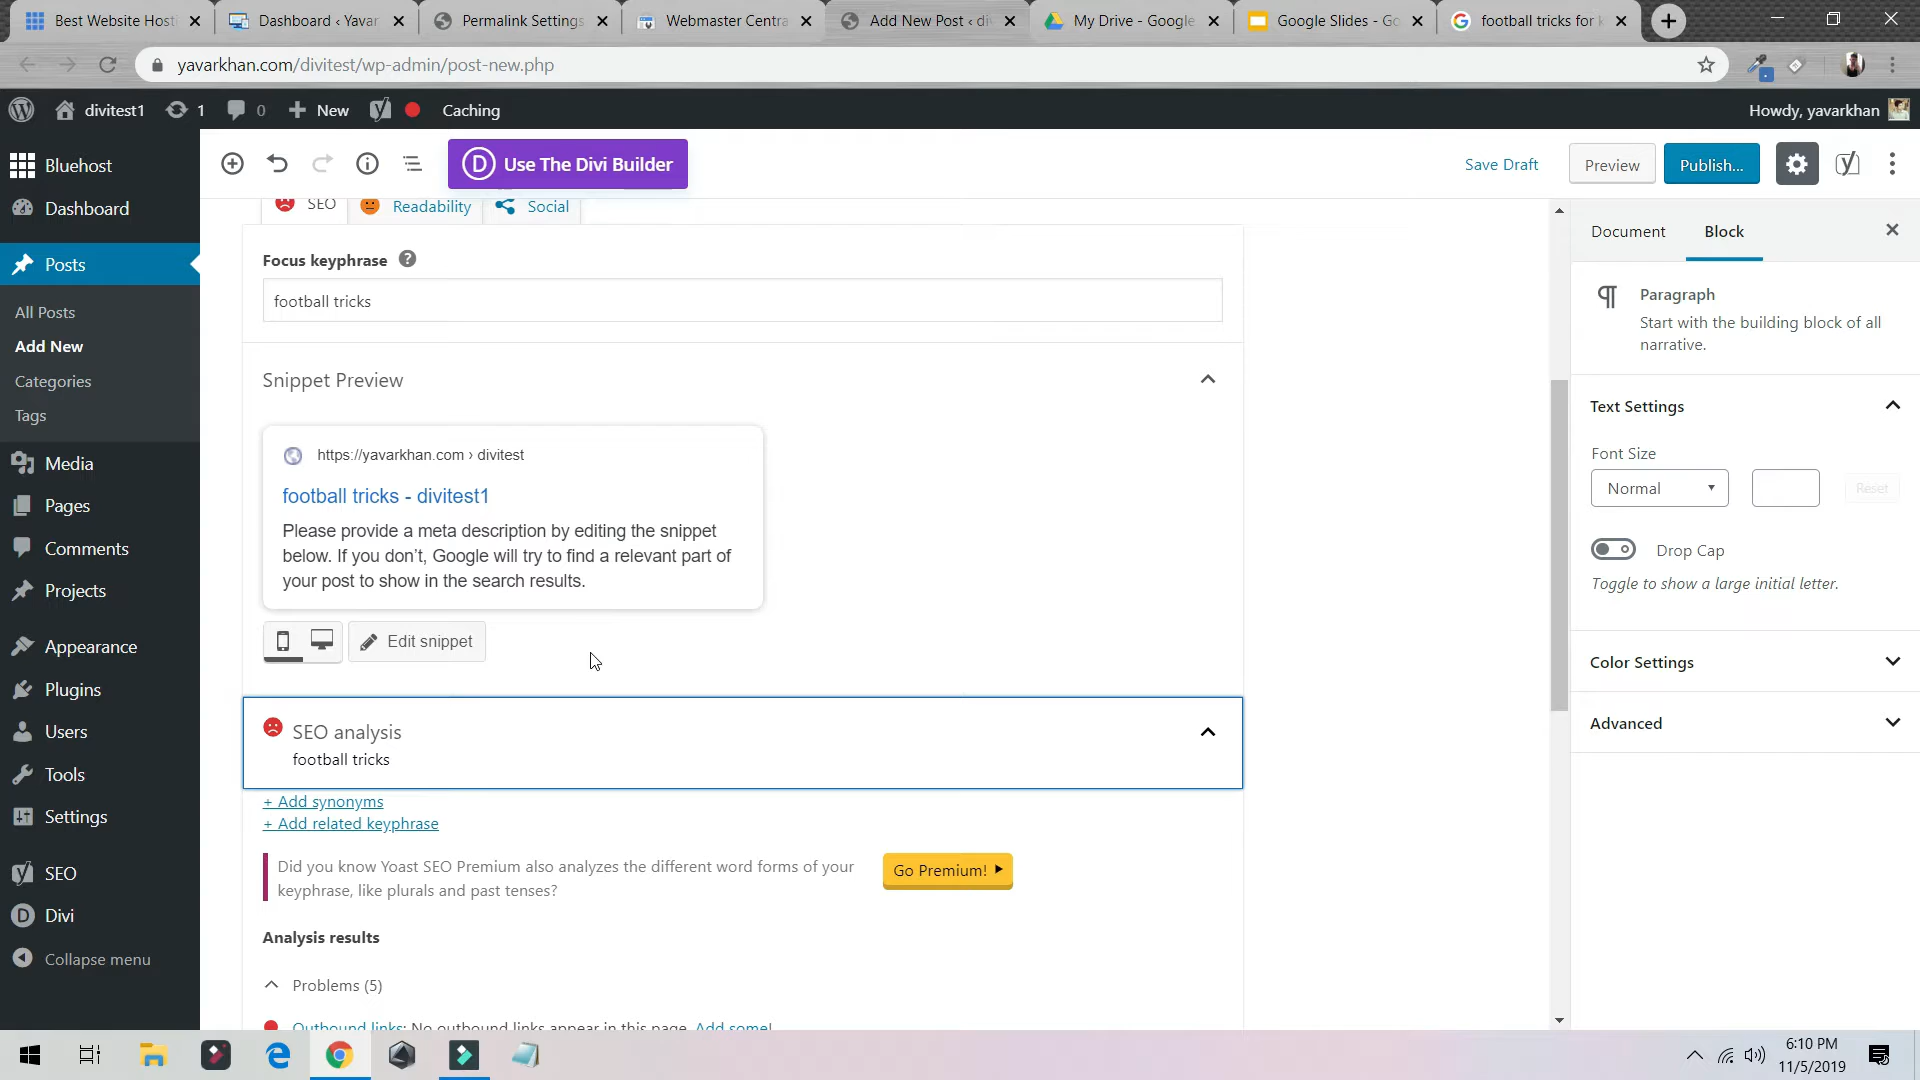 Best Website Hosti
Dashboard ‹ Yavar
Permalink Settings
Webmaster Centra
Add New Post ‹ di
My Drive - Google
Google Slides - Go
football tricks for k
yavarkhan.com/divitest/wp-admin/post-new.php
divitest1
1
0
New
Caching
Howdy, yavarkhan
Bluehost
Dashboard
Posts
All Posts
Add New
Categories
Tags
Media
Pages
Comments
Projects
Appearance
Plugins
Users
Tools
Settings
SEO
Divi
Collapse menu
Use The Divi Builder
Save Draft
Preview
Publish...
SEO
Readability
Social
Focus keyphrase
football tricks
Snippet Preview
https://yavarkhan.com › divitest
football tricks - divitest1
Please provide a meta description by editing the snippet
below. If you don’t, Google will try to find a relevant part of
your post to show in the search results.
Edit snippet
SEO analysis
football tricks
+ Add synonyms
+ Add related keyphrase
Did you know Yoast SEO Premium also analyzes the different word forms of your
keyphrase, like plurals and past tenses?
Go Premium!
Analysis results
Problems (5)
Outbound links: No outbound links appear in this page. Add some!
Document
Block
Paragraph
Start with the building block of all
narrative.
Text Settings
Font Size
Normal
Reset
Drop Cap
Toggle to show a large initial letter.
Color Settings
Advanced
6:10 PM
11/5/2019